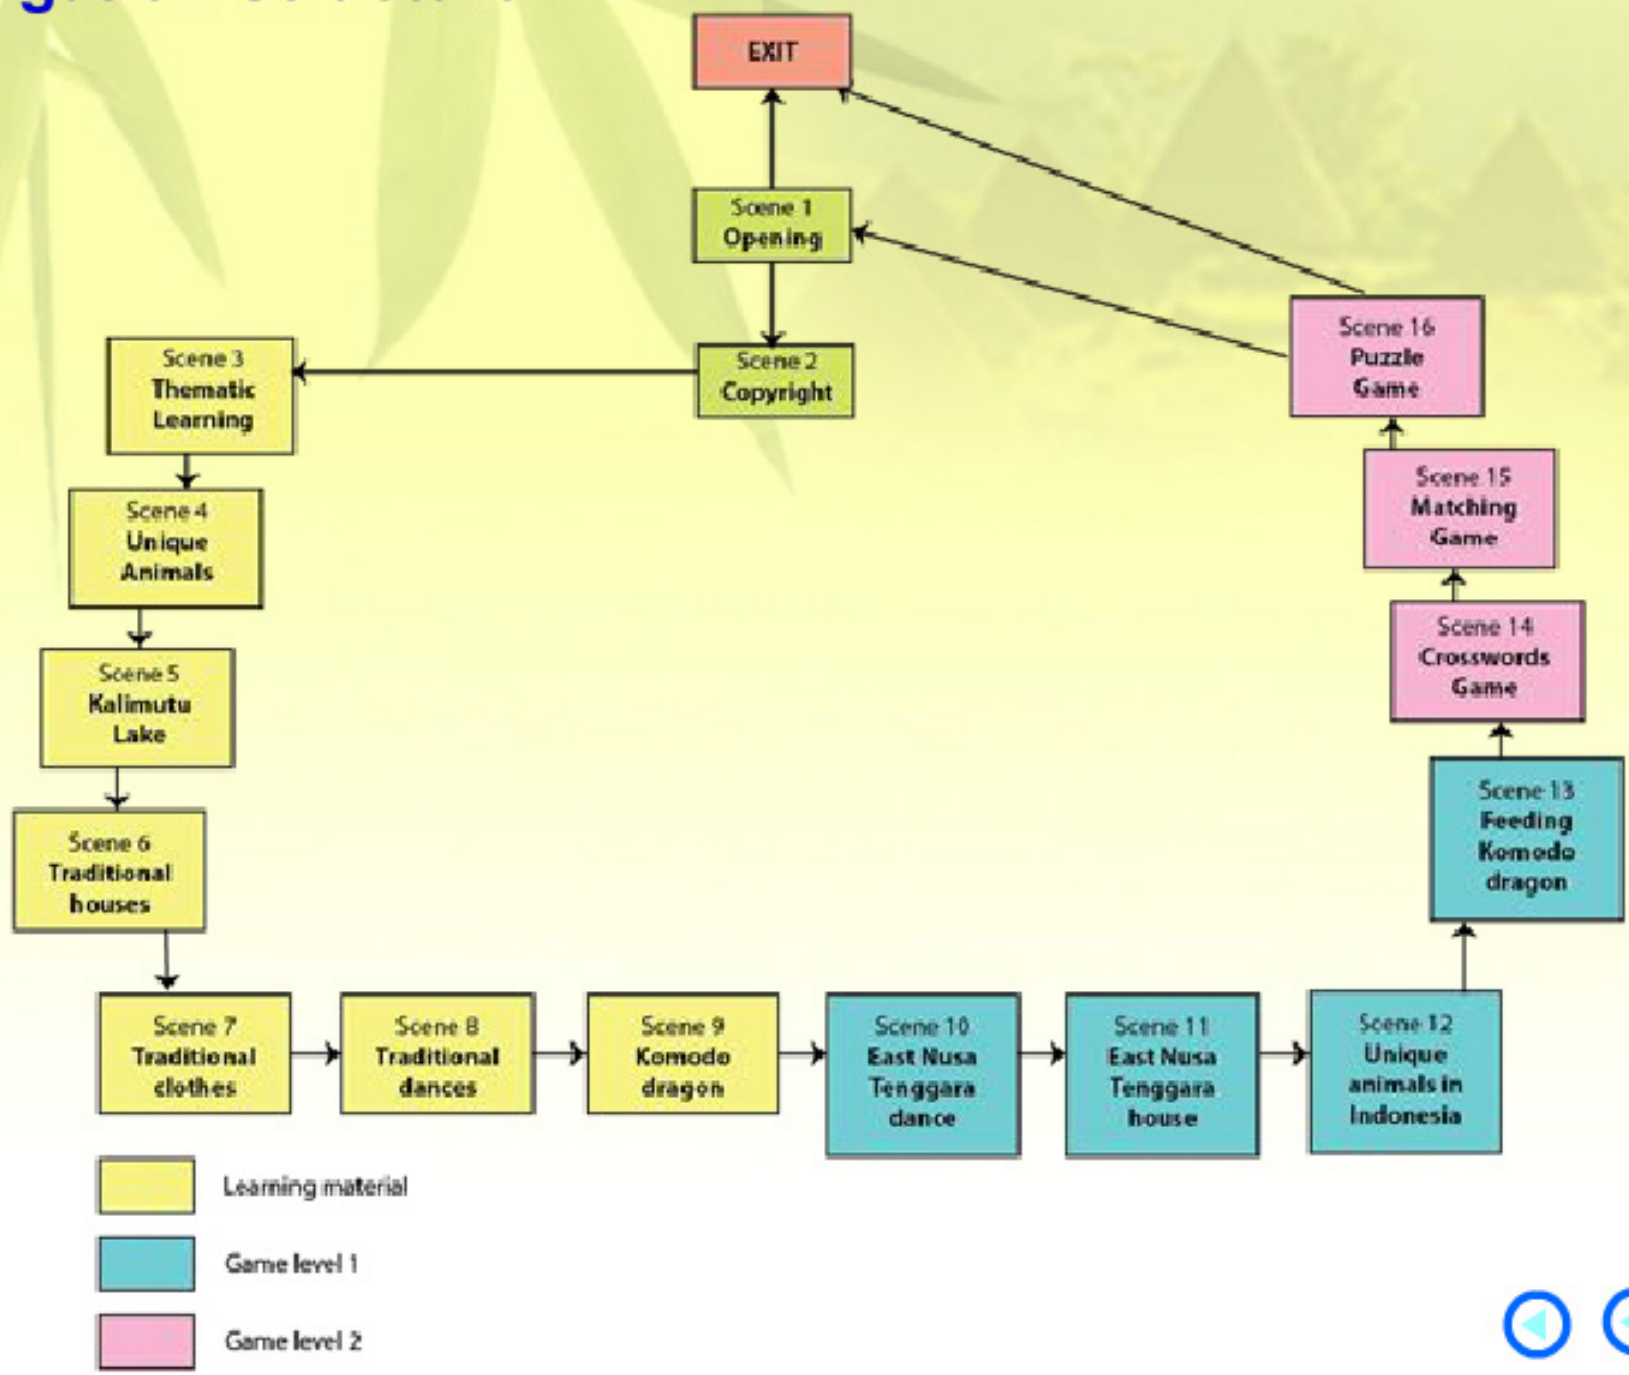 EXIT
Scene 1
Opening
Scene 2
Copyright
Scene 3
Thematic
Learning
Scene 4
Unique
Animals
Scene 5
Kalimutu
Lake
Scene 6
Traditional
houses
Scene 7
Traditional
clothes
Scene 8
Traditional
dances
Scene 9
Komodo
dragon
Scene 10
East Nusa
Tenggara
dance
Scene 11
East Nusa
Tenggara
house
Scene 12
Unique
animals in
Indonesia
Scene 13
Feeding
Komodo
dragon
Scene 14
Crosswords
Game
Scene 15
Matching
Game
Scene 16
Puzzle
Game
Learning material
Game level 1
Game level 2